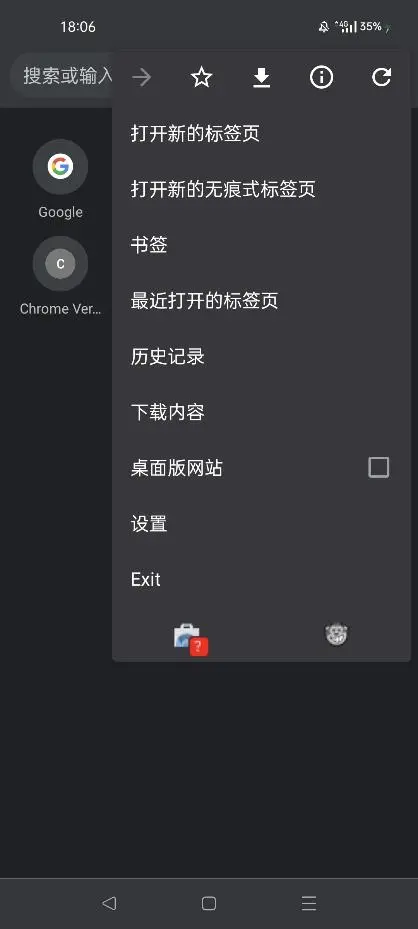 18:06
4G
35%
搜索或输入
打开新的标签页
打开新的无痕式标签页
书签
最近打开的标签页
历史记录
下载内容
桌面版网站
设置
Exit
Google
C
Chrome Ver...
?